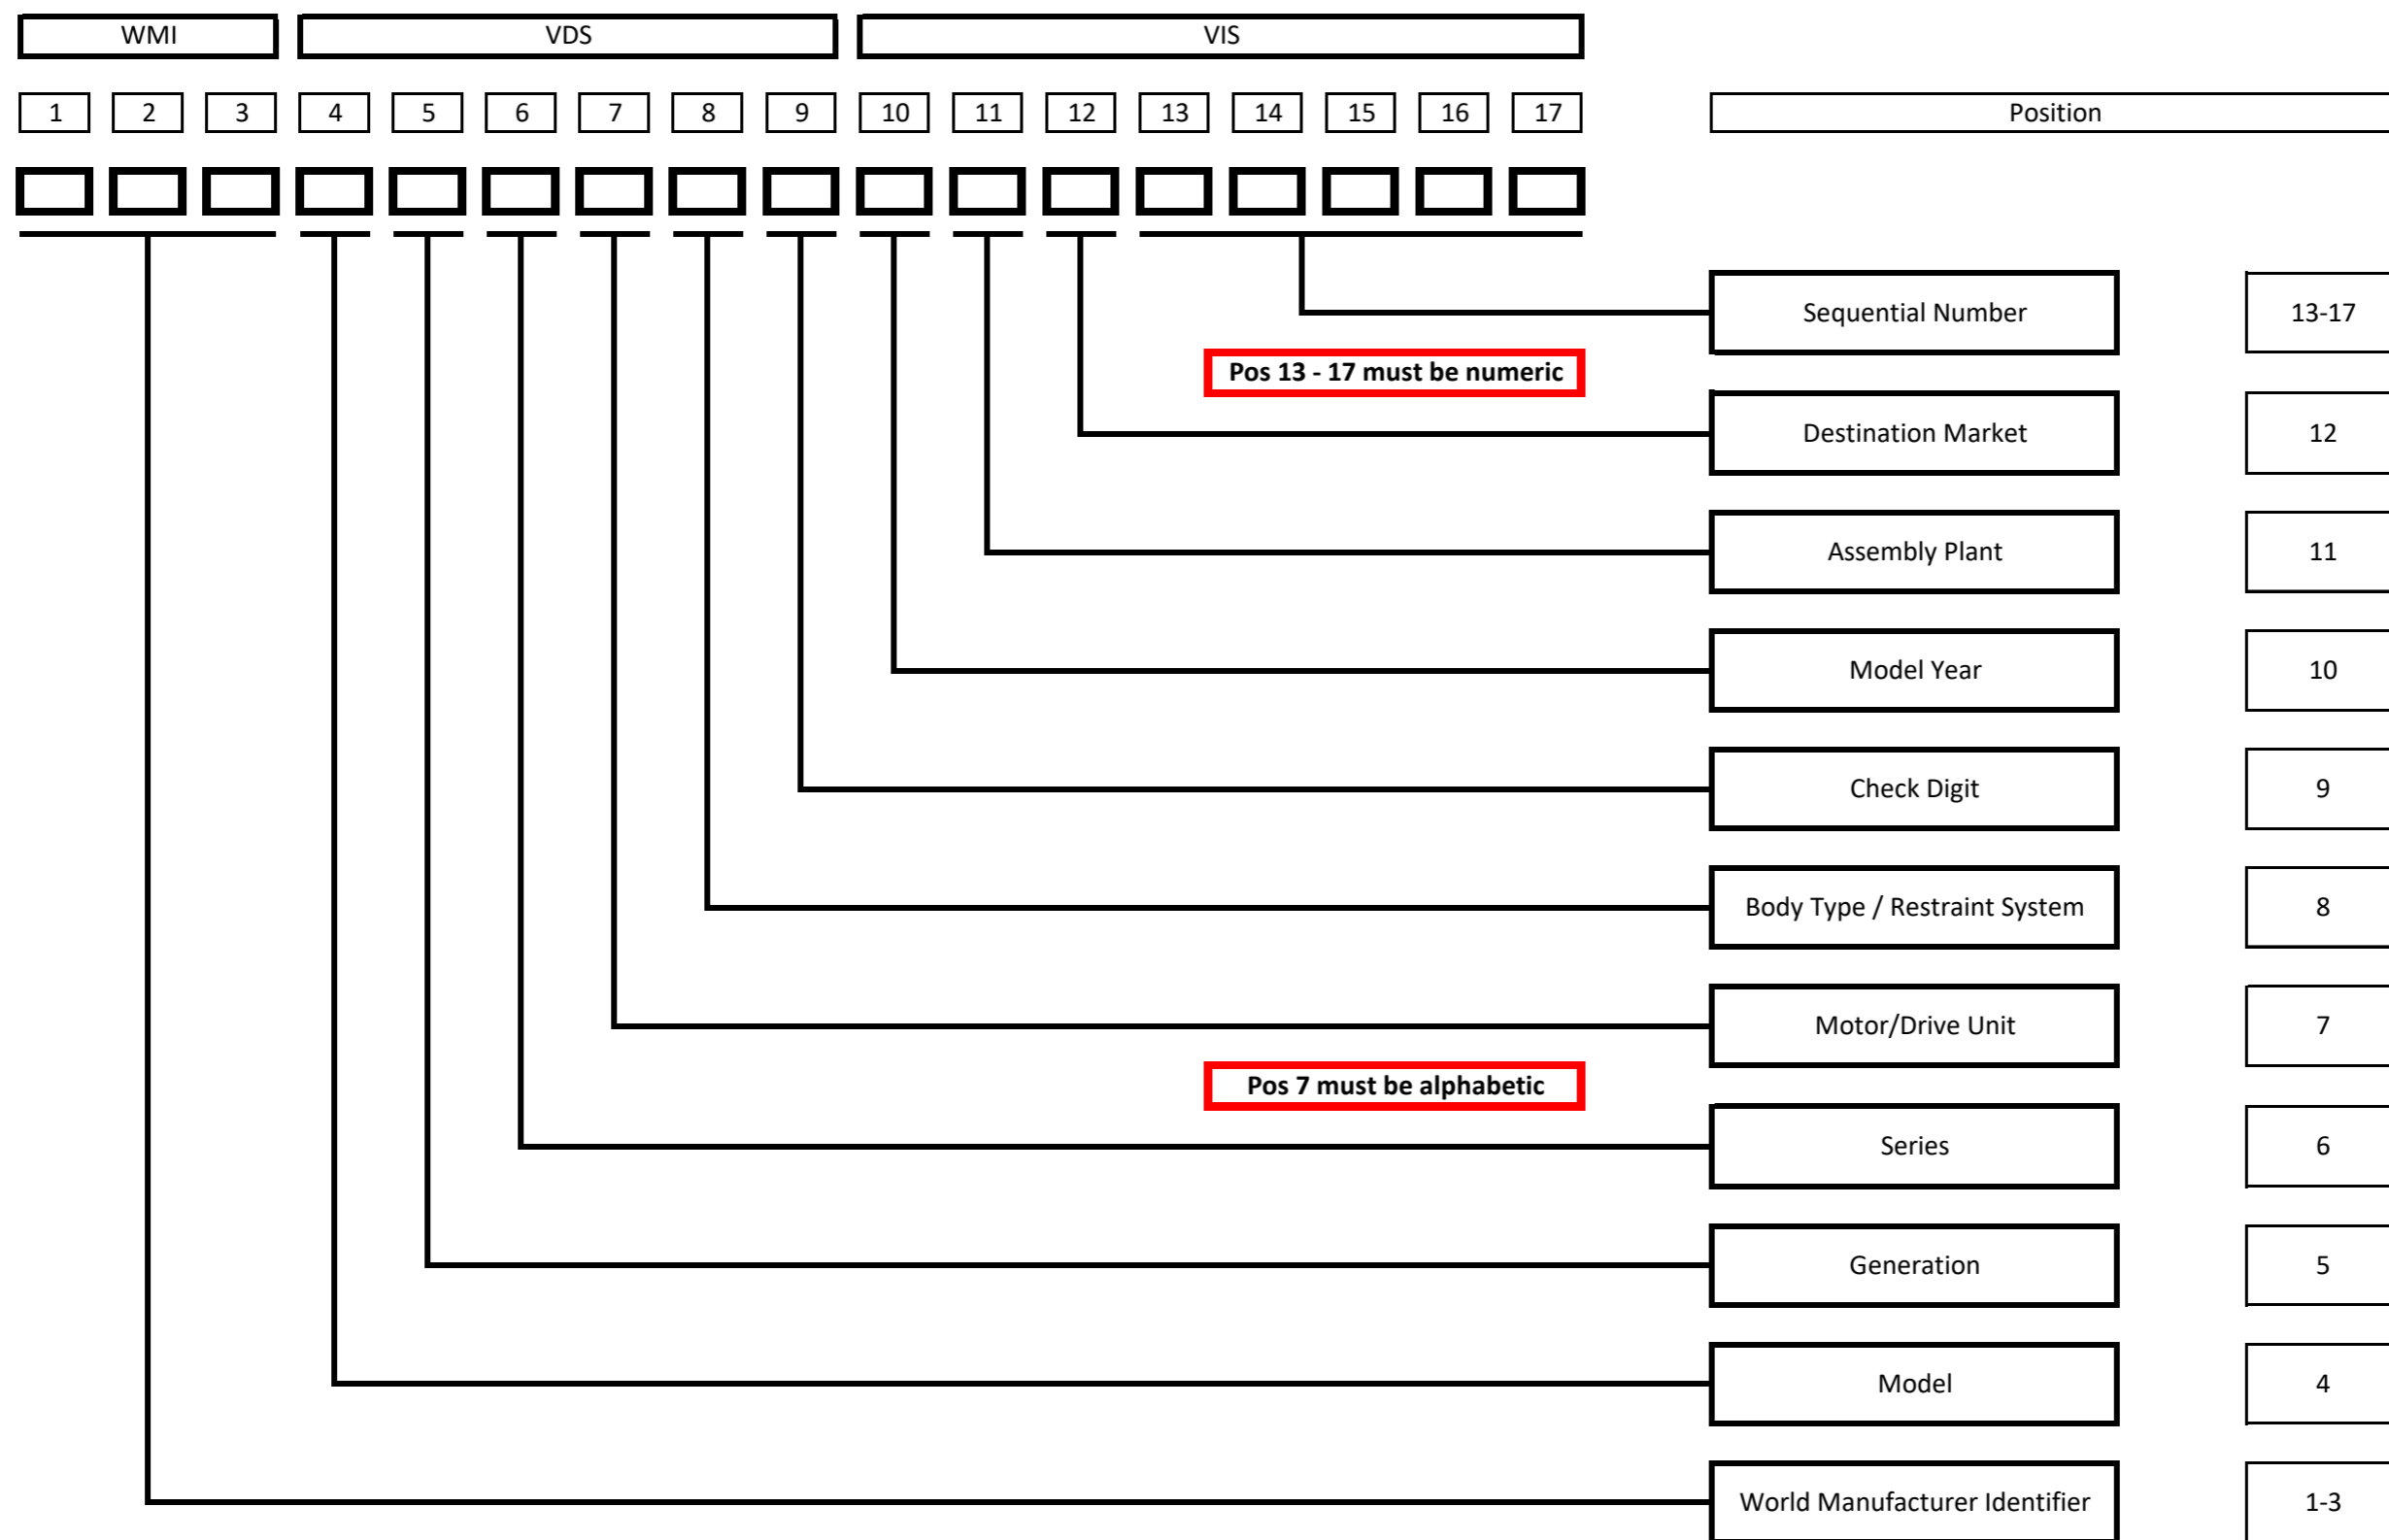 WMI VDS VIS
1 2 3 4 5 6 7 8 9 10 11 12 13 14 15 16 17 Position
Sequential Number 13-17
Pos 13 - 17 must be numeric
Destination Market 12
Assembly Plant 11
Model Year 10
Check Digit 9
Body Type / Restraint System 8
Motor/Drive Unit 7
Pos 7 must be alphabetic
Series 6
Generation 5
Model 4
World Manufacturer Identifier 1-3